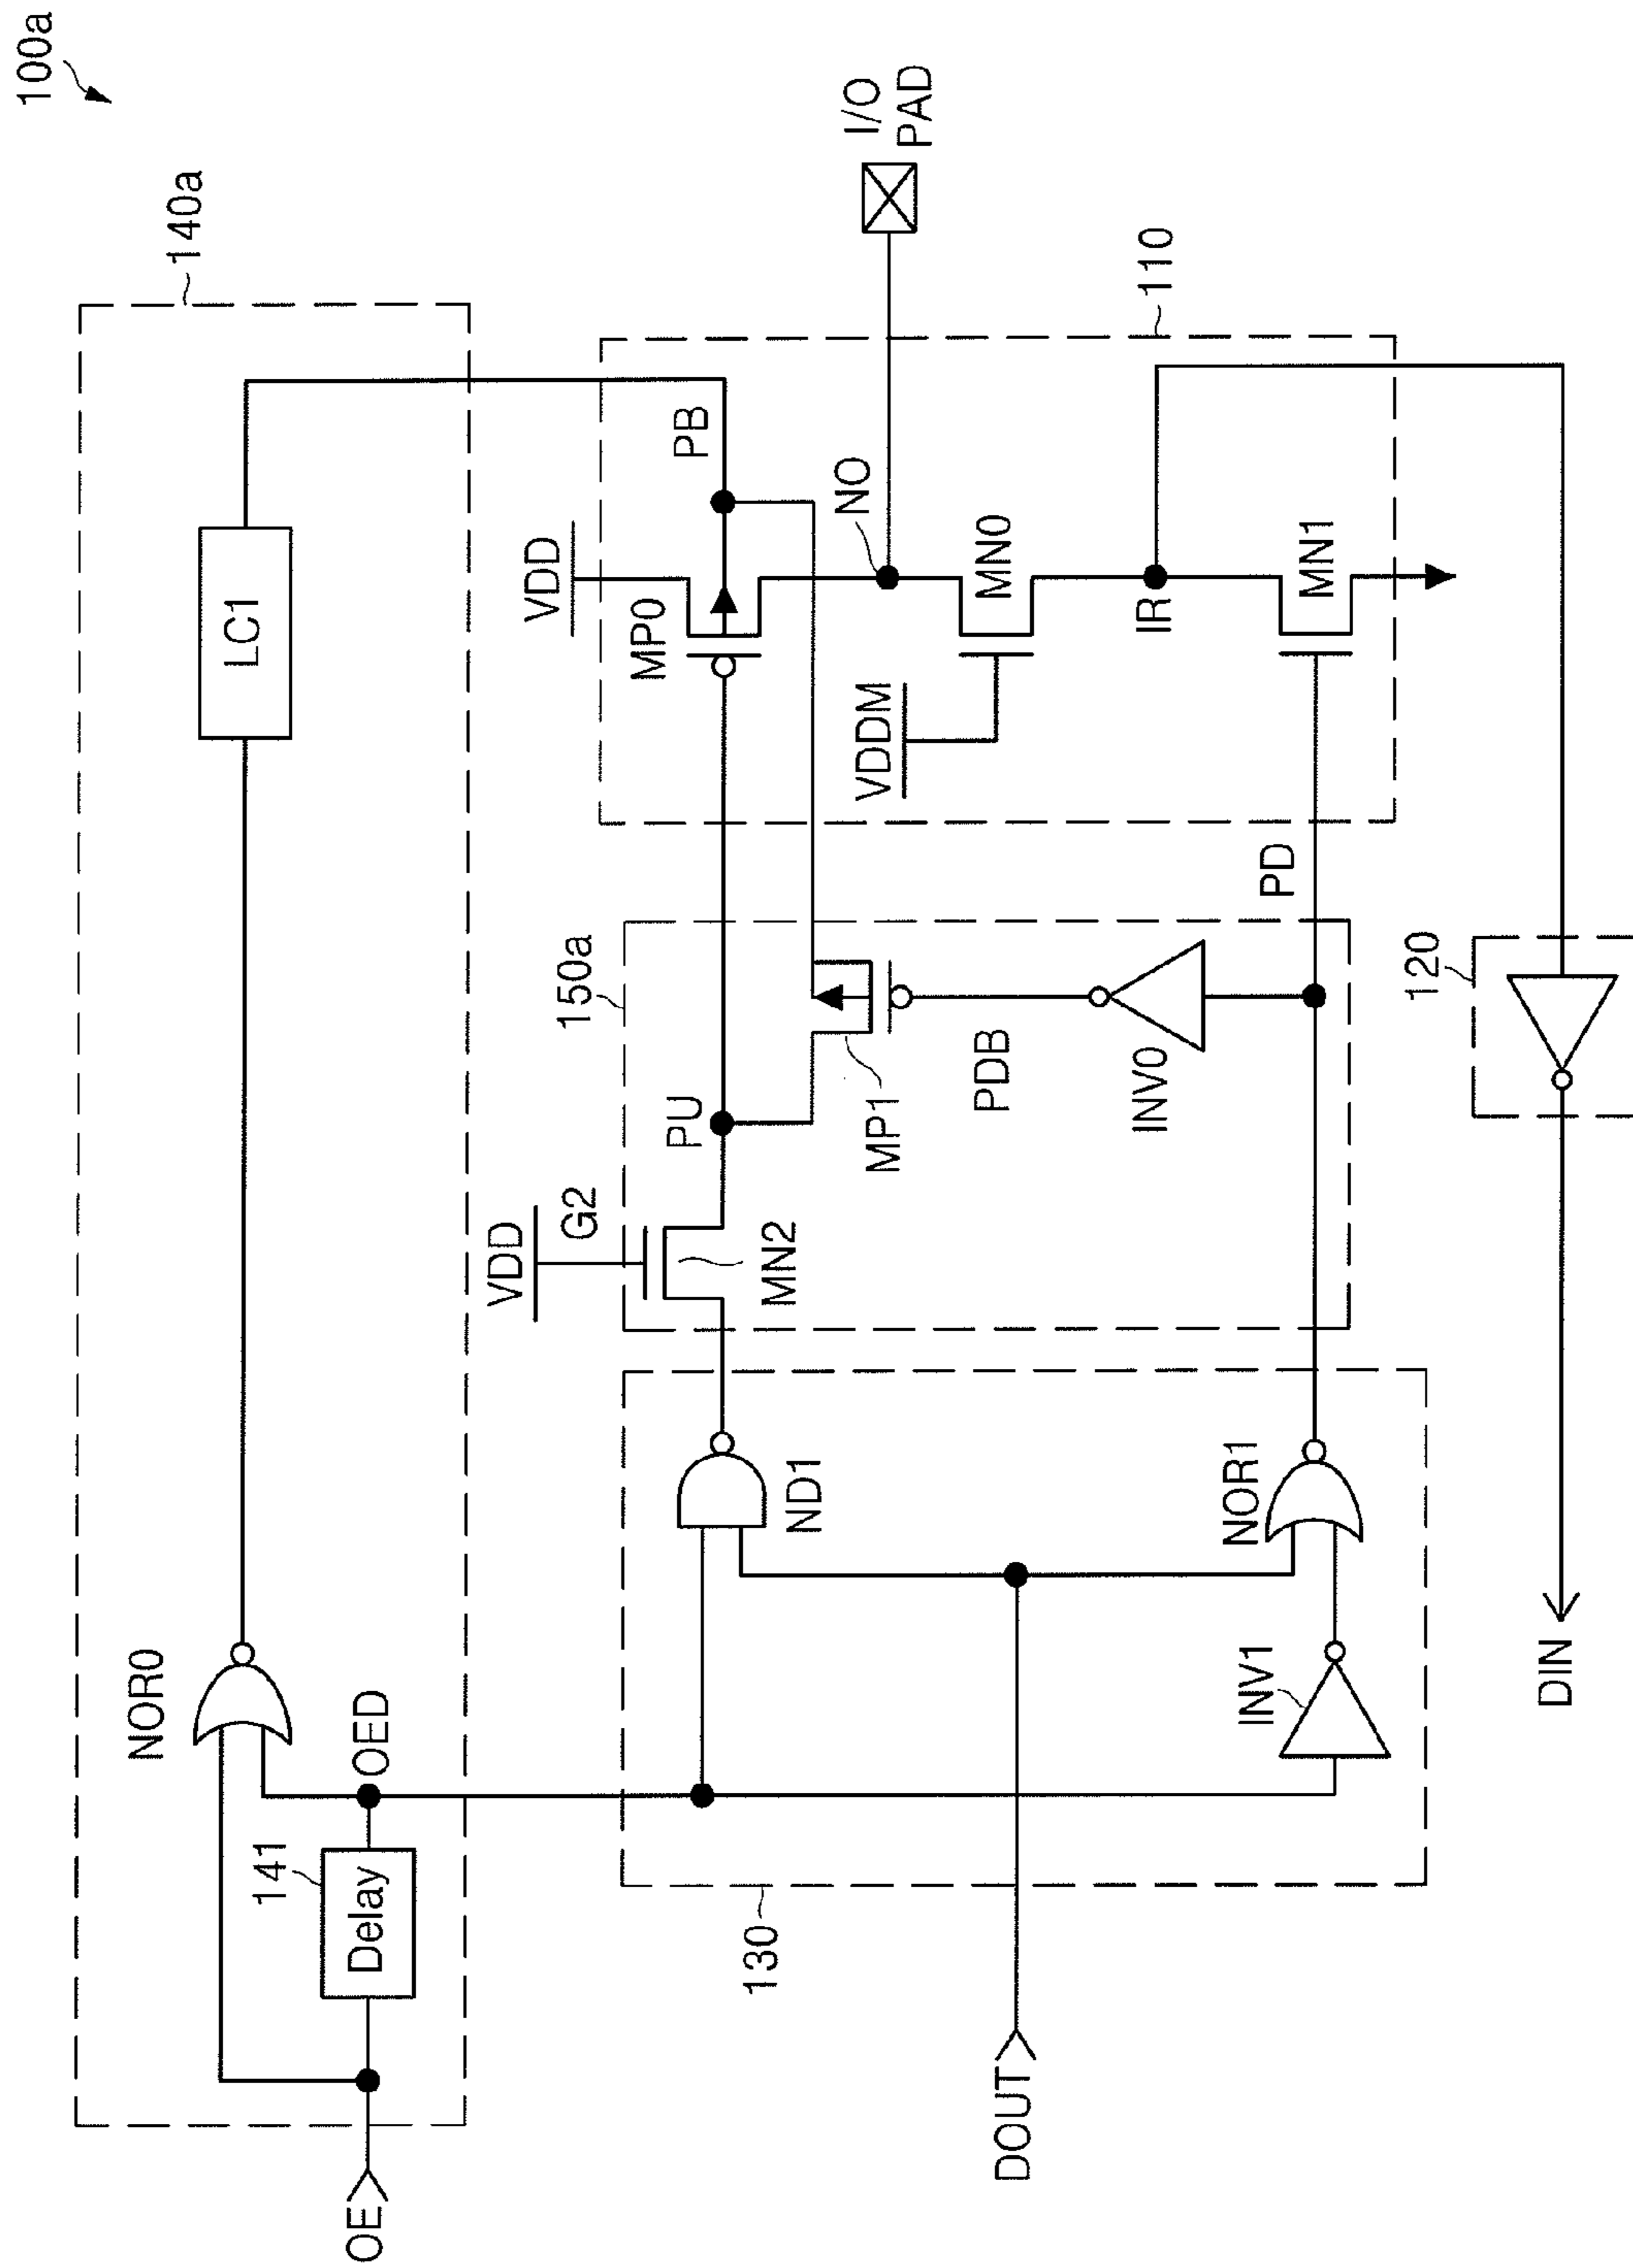 100a
140a
LC1
NOR0
OED
141
Delay
OE
VDD
PB
MP0
NO
I/O
PAD
110
VDDM
MN0
IR
MN1
PD
150a
VDD
G2
PU
MN2
MP1
PDB
INV0
120
ND1
NOR1
INV1
130
DOUT
DIN